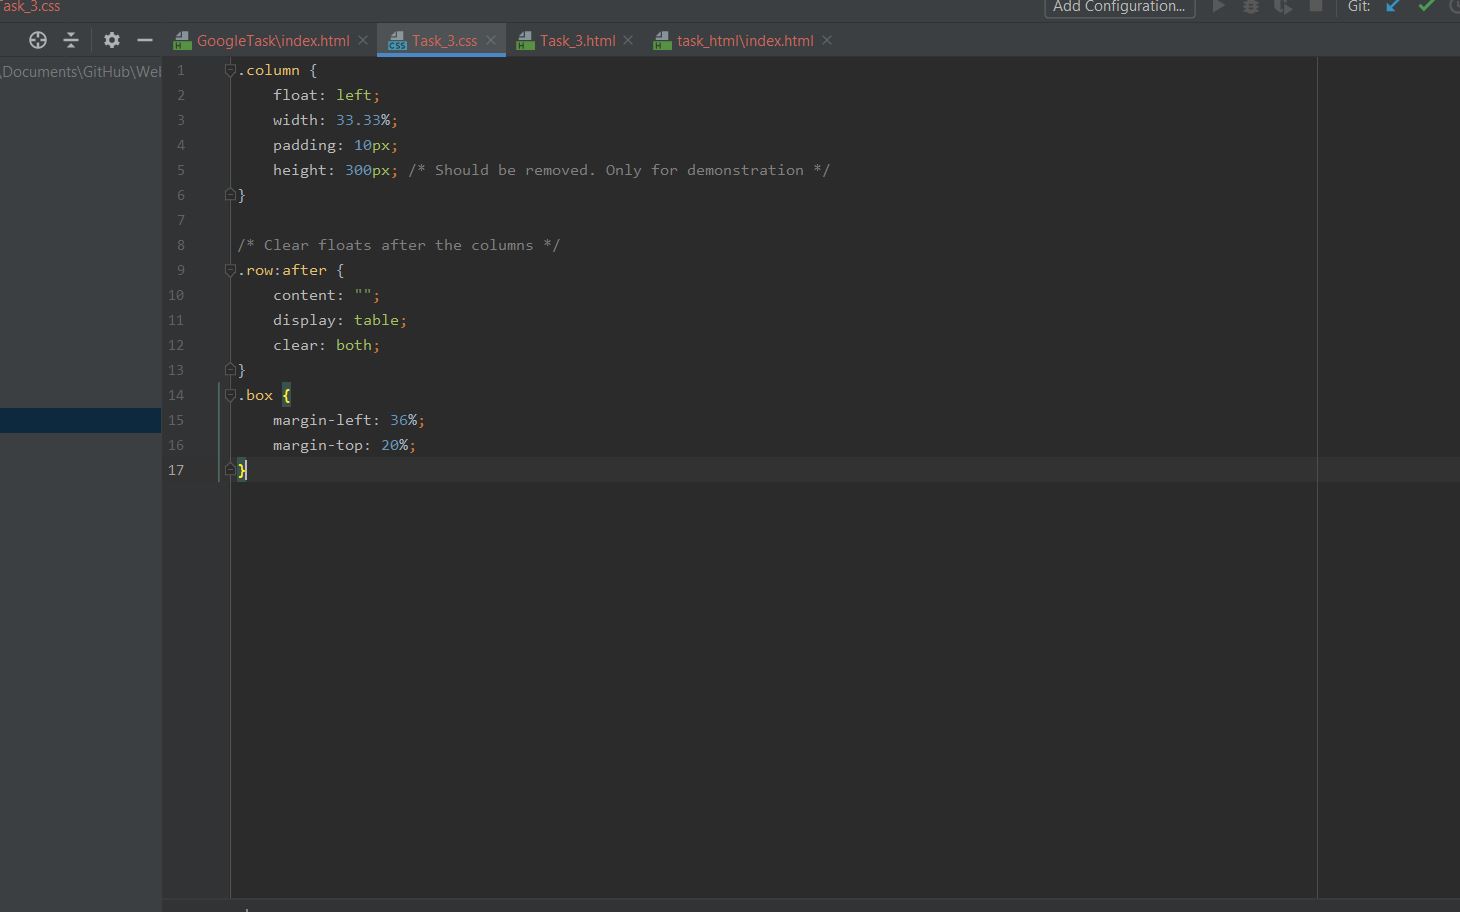 Task_3.css
Add Configuration...
Git:
GoogleTask\index.html
Task_3.css
Task_3.html
task_html\index.html
\Documents\GitHub\Wel
1 .column {
2 float: left;
3 width: 33.33%;
4 padding: 10px;
5 height: 300px; /* Should be removed. Only for demonstration */
6 }
7
8 /* Clear floats after the columns */
9 .row:after {
10 content: "";
11 display: table;
12 clear: both;
13 }
14 .box {
15 margin-left: 36%;
16 margin-top: 20%;
17 }